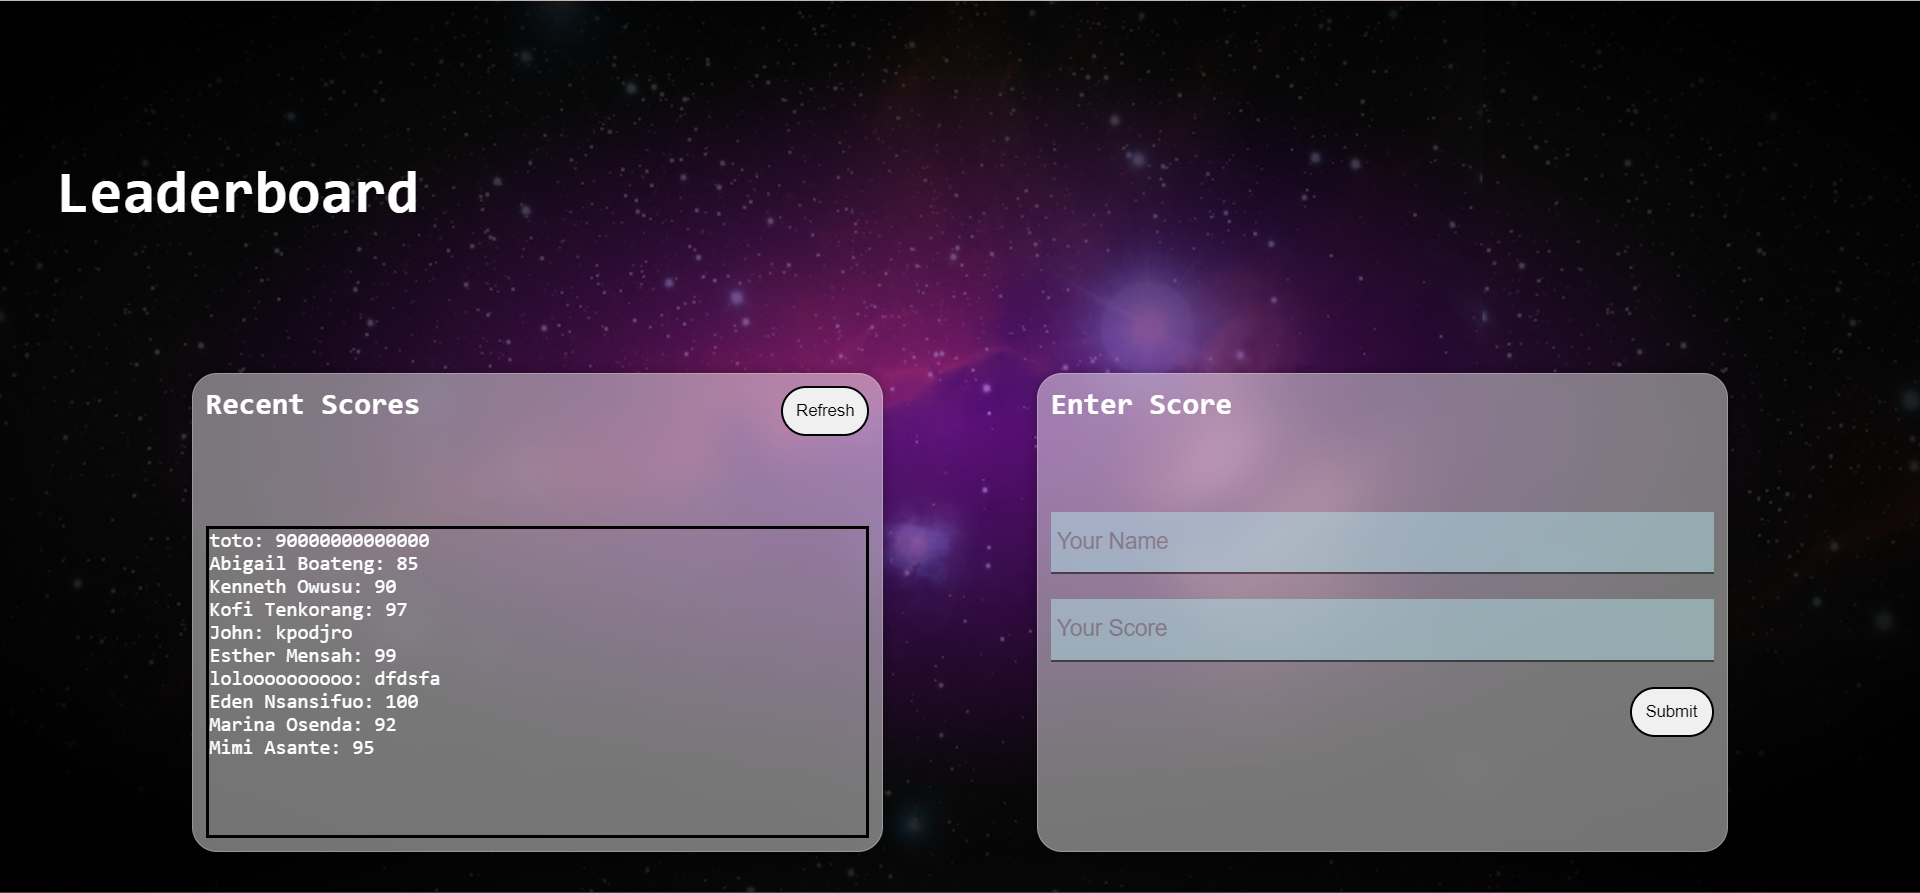 Leaderboard
Recent Scores
Refresh
toto: 90000000000000
Abigail Boateng: 85
Kenneth Owusu: 90
Kofi Tenkorang: 97
John: kpodjro
Esther Mensah: 99
loloooooooooo: dfdsfa
Eden Nsansifuo: 100
Marina Osenda: 92
Mimi Asante: 95
Enter Score
Your Name
Your Score
Submit